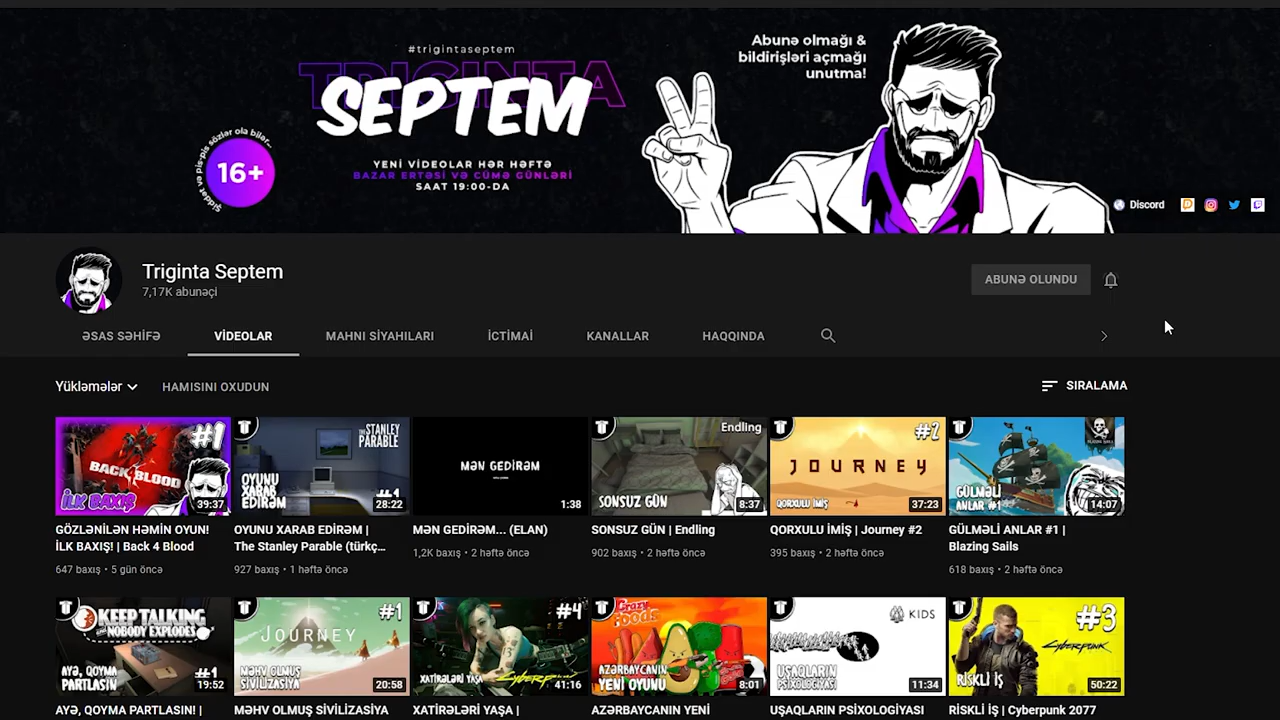 #trigintaseptem
TRIGINTA
SEPTEM
16+
Şiddət və pis-pis sözlər ola bilər~
YENİ VİDEOLAR HƏR HƏFTƏ
BAZAR ERTƏSİ VƏ CÜMƏ GÜNLƏRİ
SAAT 19:00-DA
Abunə olmağı &
bildirişləri açmağı
unutma!
Discord
Triginta Septem
7,17K abunəçi
ABUNƏ OLUNDU
ƏSAS SƏHİFƏ
VİDEOLAR
MAHNI SİYAHILARI
İCTİMAİ
KANALLAR
HAQQINDA
Yükləmələr
HAMISINI OXUDUN
SIRALAMA
#1
BACK BLOOD
İLK BAXIŞ
39:37
THE STANLEY
PARABLE
OYUNU
XARAB
EDİRƏM
#1
28:22
MƏN GEDİRƏM
1:38
Endling
SONSUZ GÜN
8:37
#2
JOURNEY
QORXULU İMİŞ
37:23
GÜLMƏLİ
ANLAR #1
14:07
GÖZLƏNİLƏN HƏMİN OYUN!
İLK BAXIŞ! | Back 4 Blood
647 baxış • 5 gün öncə
OYUNU XARAB EDİRƏM |
The Stanley Parable (türkç...
927 baxış • 1 həftə öncə
MƏN GEDİRƏM... (ELAN)
1,2K baxış • 2 həftə öncə
SONSUZ GÜN | Endling
902 baxış • 2 həftə öncə
QORXULU İMİŞ | Journey #2
395 baxış • 2 həftə öncə
GÜLMƏLİ ANLAR #1 |
Blazing Sails
618 baxış • 2 həftə öncə
KEEP TALKING
AND NOBODY EXPLODES
AYƏ, QOYMA
PARTLASIN
#1
19:52
#1
JOURNEY
MƏHV OLMUŞ
SİVİLİZASİYA
20:58
#4
XATİRƏLƏRİ YAŞA
Cyberpunk
41:16
Crazy
Foods
AZƏRBAYCANIN
YENİ OYUNU
8:01
KIDS
UŞAQLARIN
PSİXOLOGİYASI
11:34
#3
Cyberpunk
RİSKLİ İŞ
50:22
AYƏ, QOYMA PARTLASIN! |
MƏHV OLMUŞ SİVİLİZASİYA
XATİRƏLƏRİ YAŞA |
AZƏRBAYCANIN YENİ
UŞAQLARIN PSİXOLOGİYASI
RİSKLİ İŞ | Cyberpunk 2077